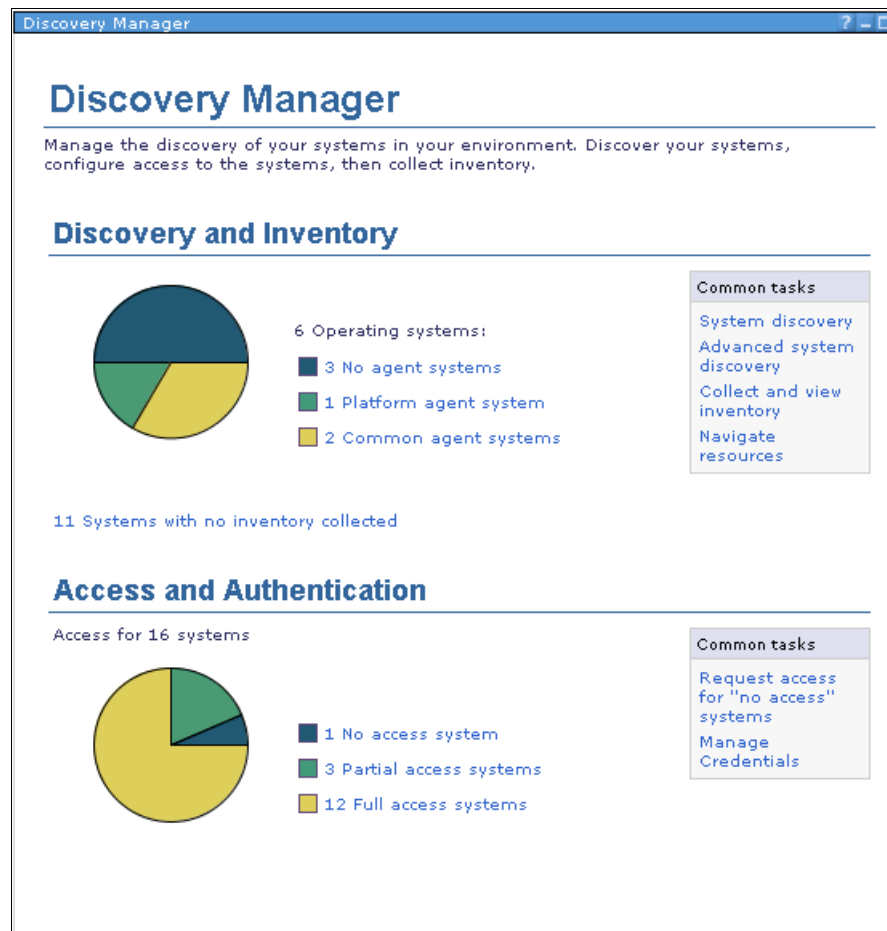 Discovery Manager
?
Discovery Manager
Manage the discovery of your systems in your environment. Discover your systems,
configure access to the systems, then collect inventory.
Discovery and Inventory
6 Operating systems:
3 No agent systems
1 Platform agent system
2 Common agent systems
Common tasks
System discovery
Advanced system
discovery
Collect and view
inventory
Navigate
resources
11 Systems with no inventory collected
Access and Authentication
Access for 16 systems
1 No access system
3 Partial access systems
12 Full access systems
Common tasks
Request access
for "no access"
systems
Manage
Credentials